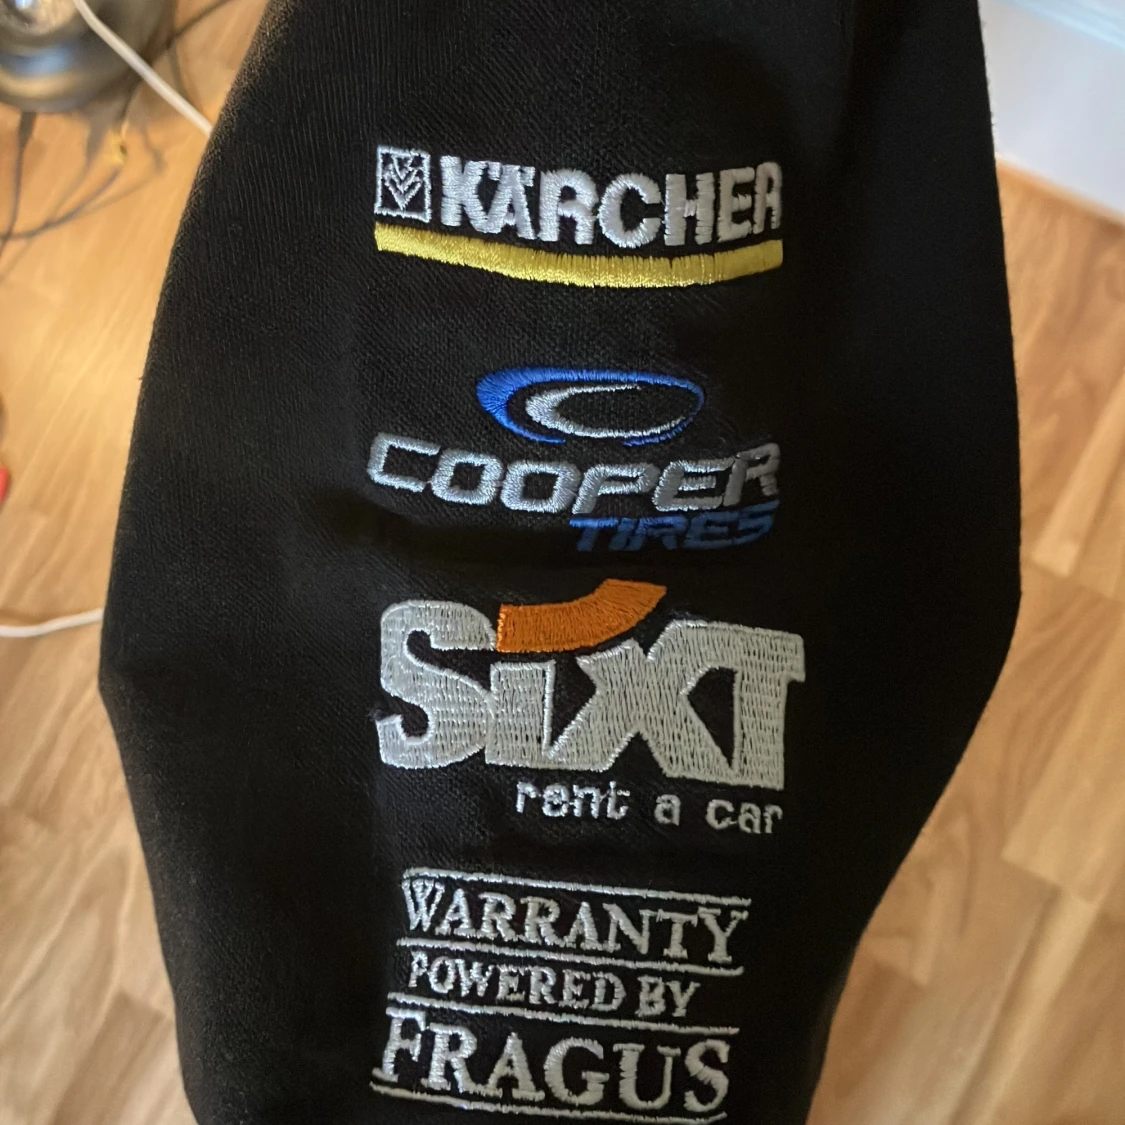 KÄRCHER
COOPER
TIRES
SIXT
rent a car
WARRANTY
POWERED BY
FRAGUS